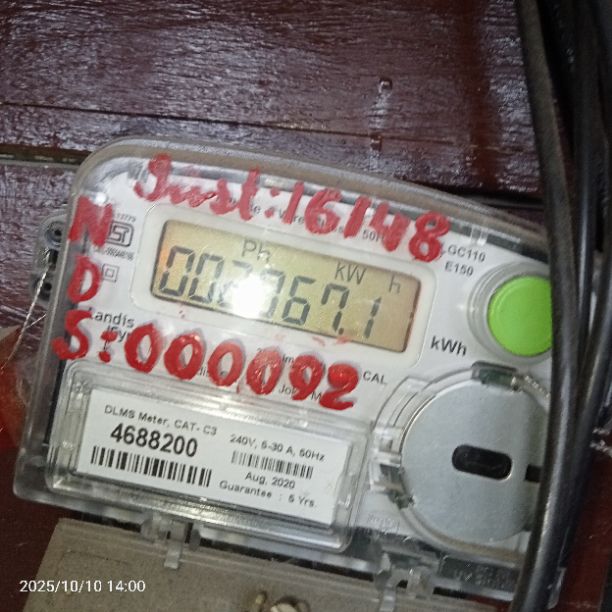 Inst: 16148
N
D
S: 000092
GC110
E150
Ph kW h
kWh
Landis
CAL
DLMS Meter, CAT- C3
4688200
240V, 5-30 A, 50Hz
Aug, 2020
Guarantee : 5 Yrs.
2025/10/10 14:00